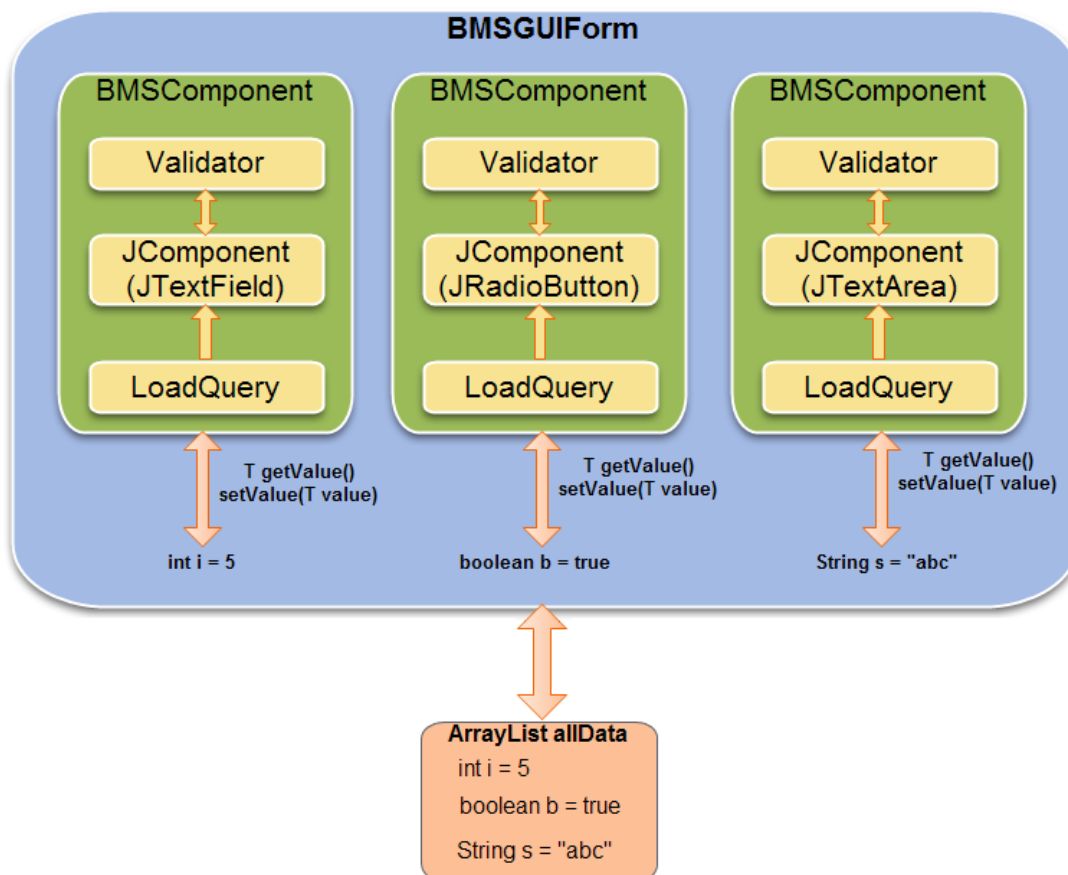 BMSGUIForm
BMSComponent
Validator
JComponent
(JTextField)
LoadQuery
T getValue()
setValue(T value)
int i = 5
BMSComponent
Validator
JComponent
(JRadioButton)
LoadQuery
T getValue()
setValue(T value)
boolean b = true
BMSComponent
Validator
JComponent
(JTextArea)
LoadQuery
T getValue()
setValue(T value)
String s = "abc"
ArrayList allData
int i = 5
boolean b = true
String s = "abc"